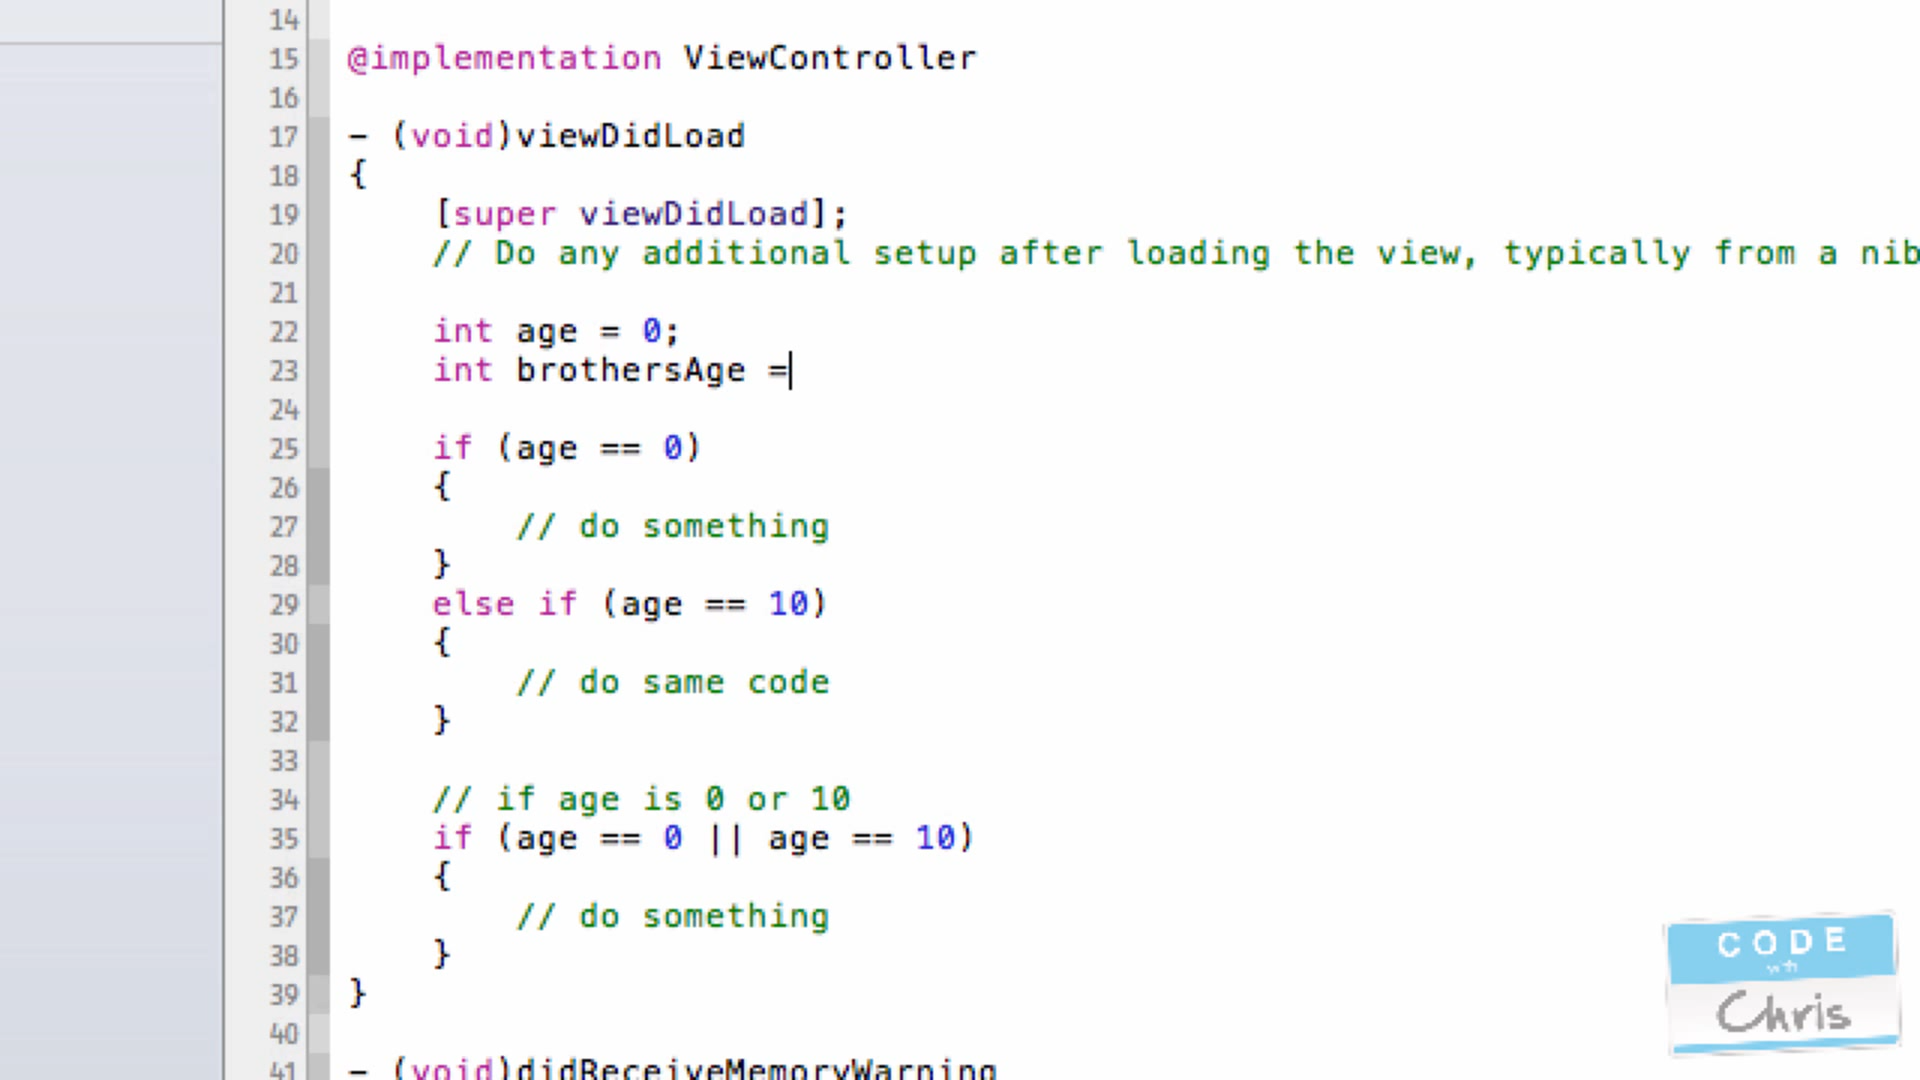 14
15 @implementation ViewController
16
17 - (void)viewDidLoad
18 {
19     [super viewDidLoad];
20     // Do any additional setup after loading the view, typically from a nib
21
22     int age = 0;
23     int brothersAge =
24
25     if (age == 0)
26     {
27         // do something
28     }
29     else if (age == 10)
30     {
31         // do same code
32     }
33
34     // if age is 0 or 10
35     if (age == 0 || age == 10)
36     {
37         // do something
38     }
39 }
40
41 - (void)didReceiveMemoryWarning
CODE
with
Chris